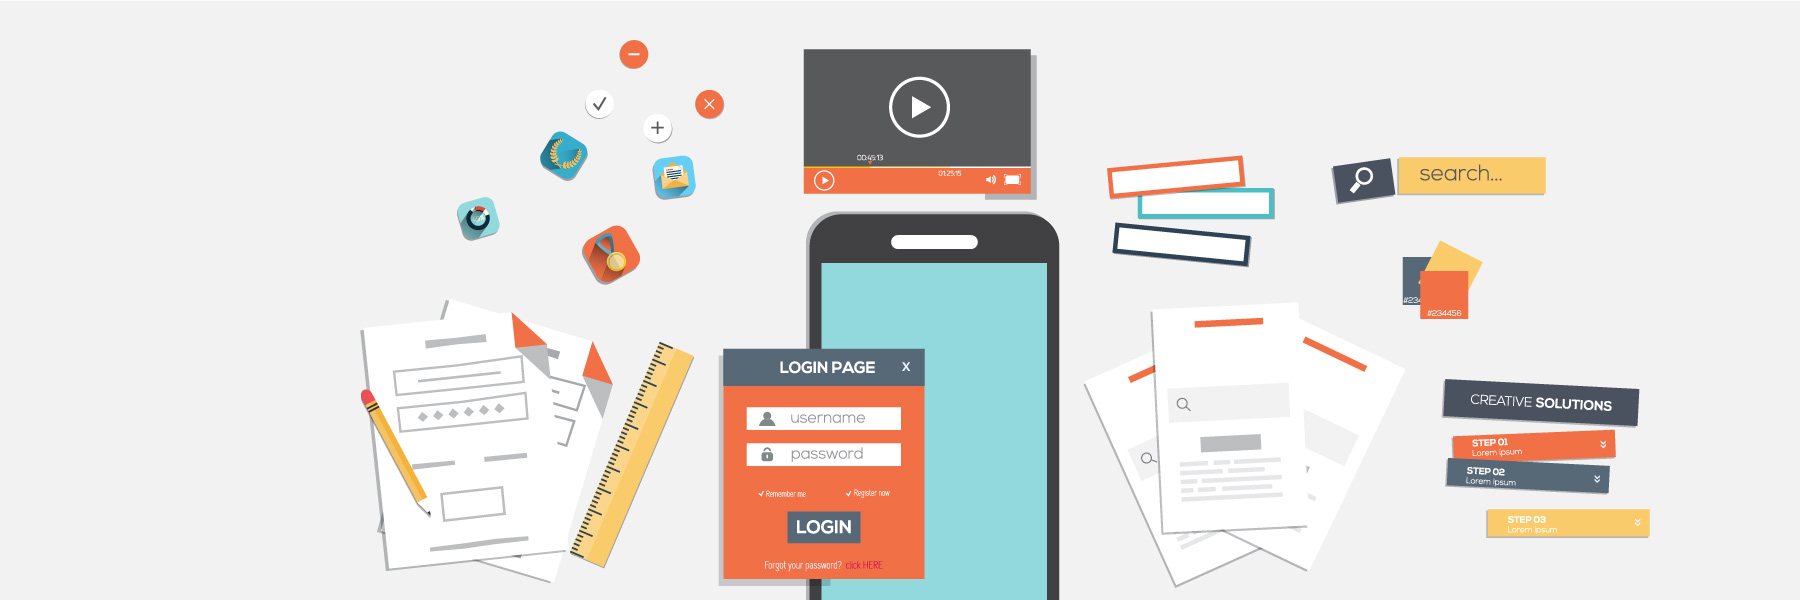 00:45:13
01:25:15
search...
#234
#234456
LOGIN PAGE X
username
password
Remember me
Register now
LOGIN
Forgot your password? click HERE
CREATIVE SOLUTIONS
STEP 01
Lorem ipsum
STEP 02
Lorem ipsum
STEP 03
Lorem ipsum